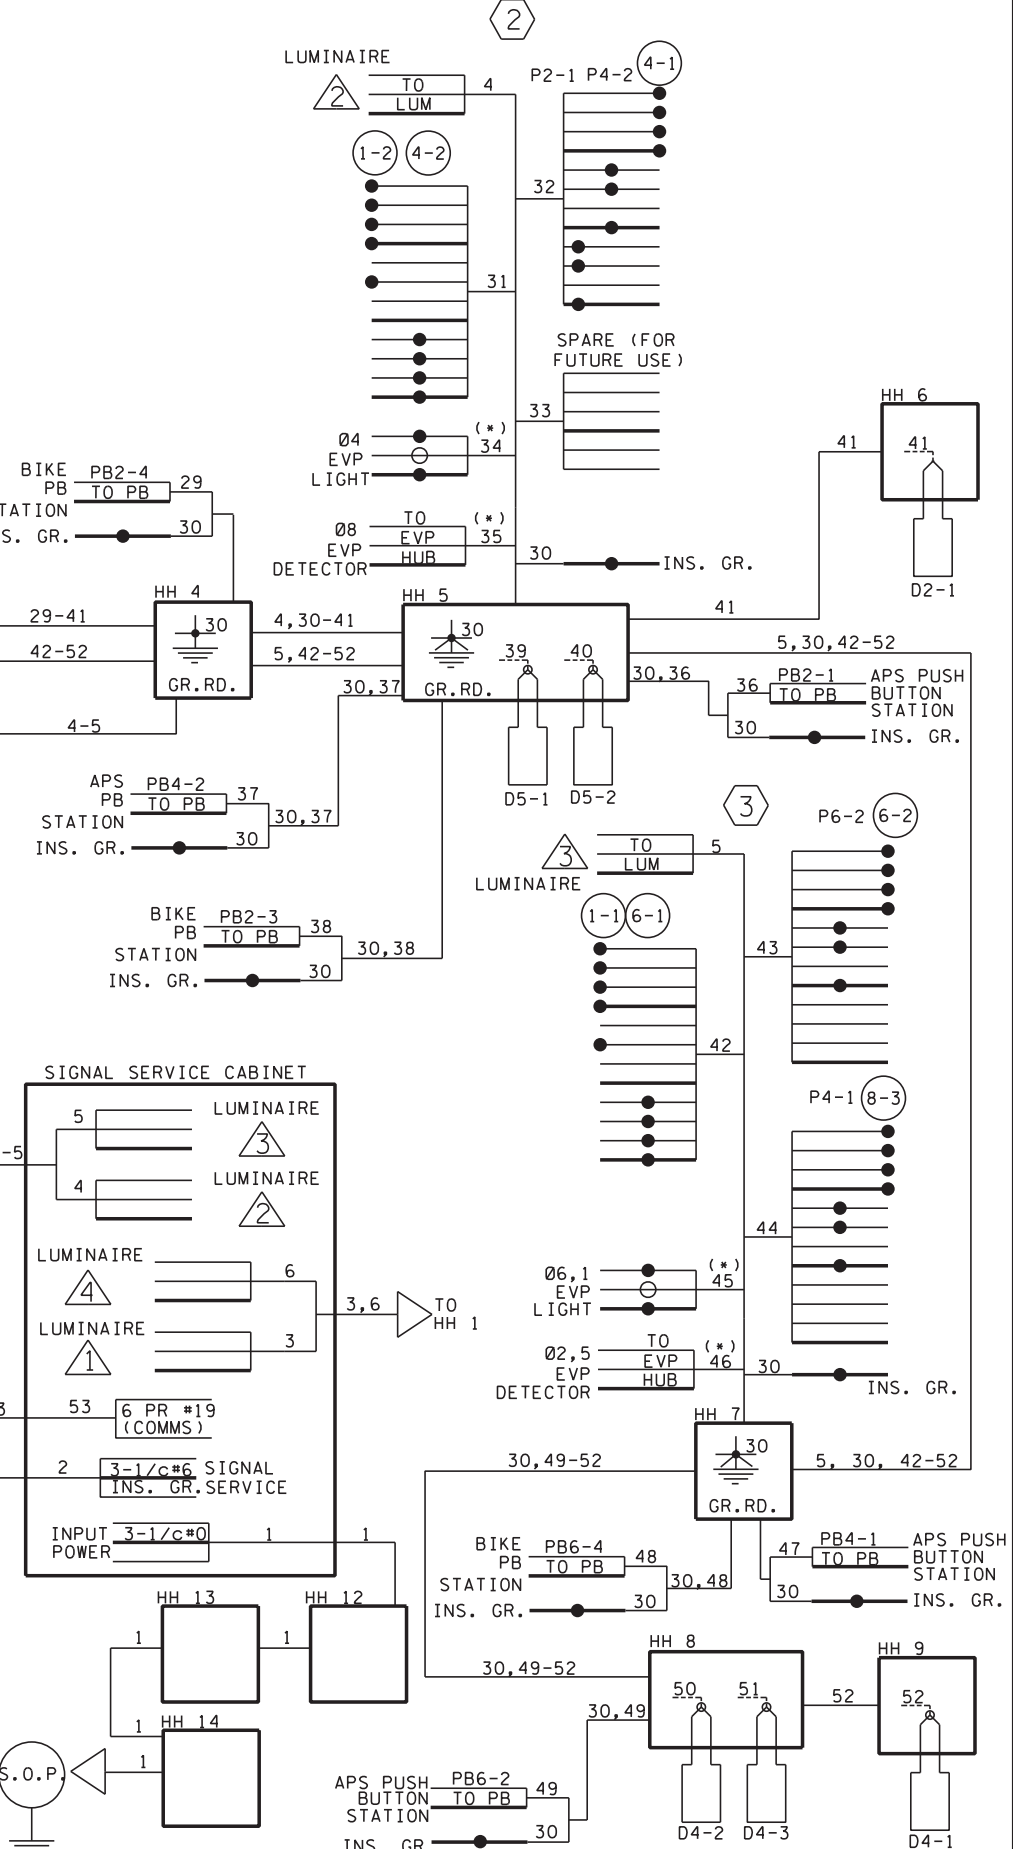 2
LUMINAIRE
2
TO
LUM
4
P2-1 P4-2
4-1
1-2
4-2
32
31
SPARE (FOR
FUTURE USE)
33
Ø4
EVP
LIGHT
(*)
34
HH 6
41
41
D2-1
BIKE
PB
TATION
S. GR.
PB2-4
TO PB
29
30
Ø8
EVP
DETECTOR
TO
EVP
HUB
(*)
35
30
INS. GR.
HH 4
30
GR.RD.
29-41
42-52
4-5
4,30-41
5,42-52
HH 5
30
GR.RD.
39
40
D5-1
D5-2
41
5,30,42-52
30,36
36
PB2-1
TO PB
APS PUSH
BUTTON
STATION
30
INS. GR.
30,37
APS
PB
STATION
INS. GR.
PB4-2
TO PB
37
30
30,37
3
P6-2
6-2
3
LUMINAIRE
TO
LUM
5
BIKE
PB
STATION
INS. GR.
PB2-3
TO PB
38
30
30,38
1-1
6-1
43
42
P4-1
8-3
44
SIGNAL SERVICE CABINET
-5
5
LUMINAIRE
3
4
LUMINAIRE
2
LUMINAIRE
4
6
LUMINAIRE
1
3
3,6
TO
HH 1
3
53
6 PR #19
(COMMS)
2
3-1/c#6
INS. GR.
SIGNAL
SERVICE
INPUT
POWER
3-1/c#0
1
1
Ø6,1
EVP
LIGHT
(*)
45
Ø2,5
EVP
DETECTOR
TO
EVP
HUB
(*)
46
30
INS. GR.
HH 7
30
GR.RD.
30,49-52
5, 30, 42-52
BIKE
PB
STATION
INS. GR.
PB6-4
TO PB
48
30
30,48
47
PB4-1
TO PB
APS PUSH
BUTTON
STATION
30
INS. GR.
HH 13
HH 12
1
1
HH 14
1
1
S.O.P.
HH 8
30,49-52
50
51
D4-2
D4-3
52
HH 9
52
D4-1
30,49
APS PUSH
BUTTON
STATION
INS. GR.
PB6-2
TO PB
49
30